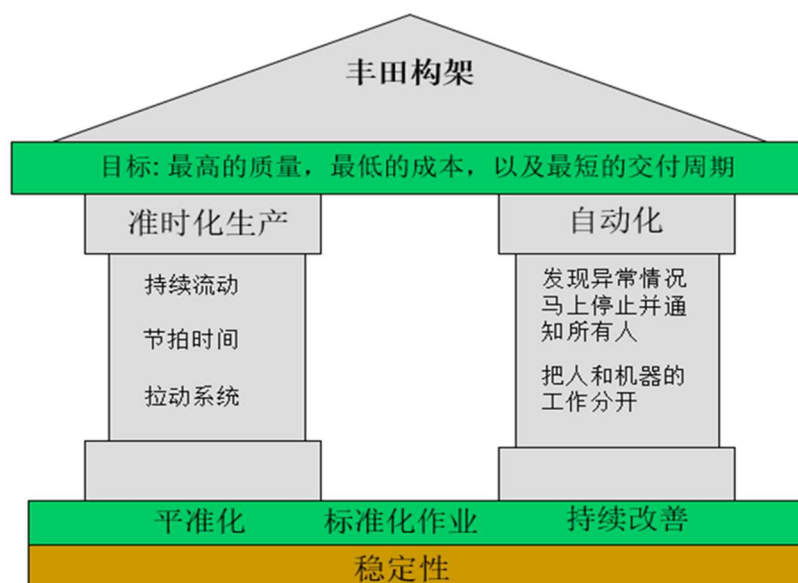 丰田构架
目标: 最高的质量，最低的成本，以及最短的交付周期
准时化生产
持续流动
节拍时间
拉动系统
自动化
发现异常情况
马上停止并通
知所有人
把人和机器的
工作分开
平准化 标准化作业 持续改善
稳定性